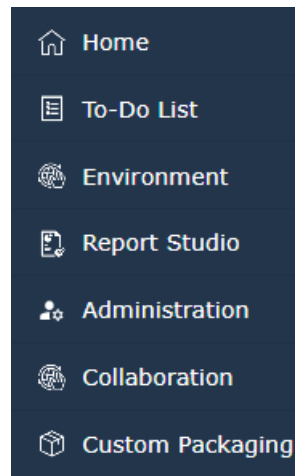 Home
To-Do List
Environment
Report Studio
Administration
Collaboration
Custom Packaging